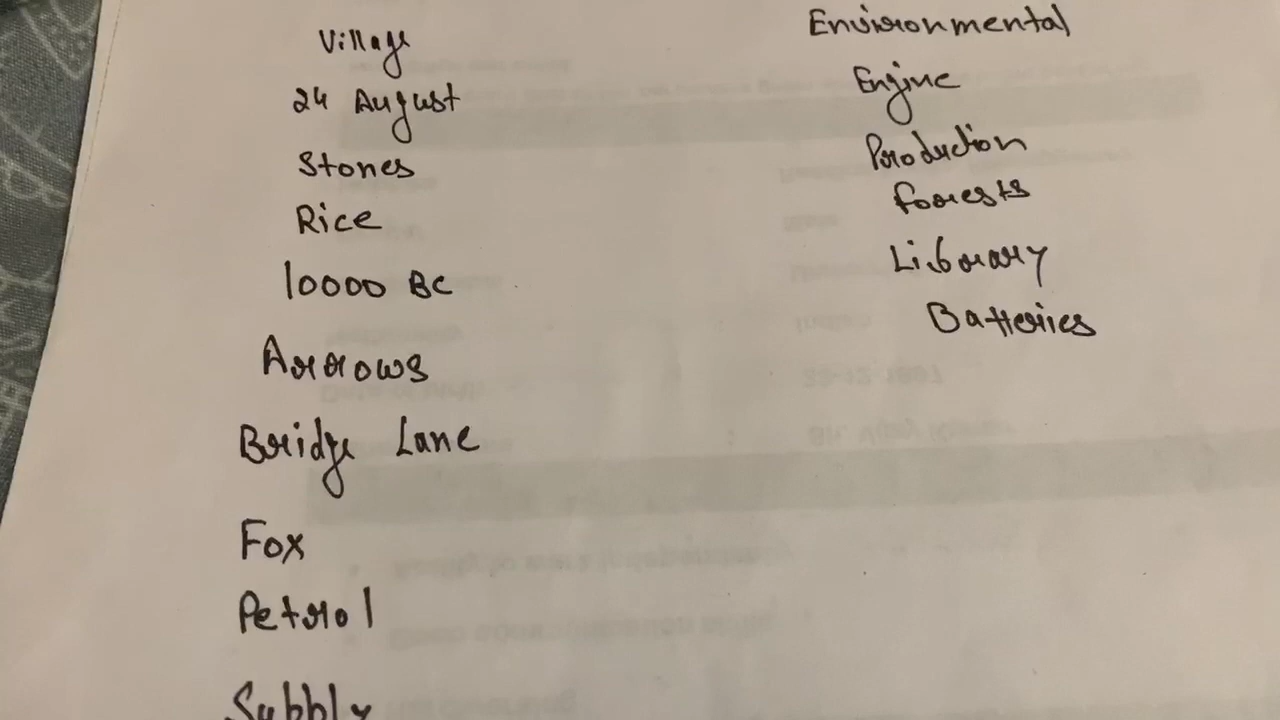 Village
24 August
Stones
Rice
10000 BC
Arrows
Bridge Lane
Fox
Petrol
Environmental
Engine
Production
forests
Library
Batteries